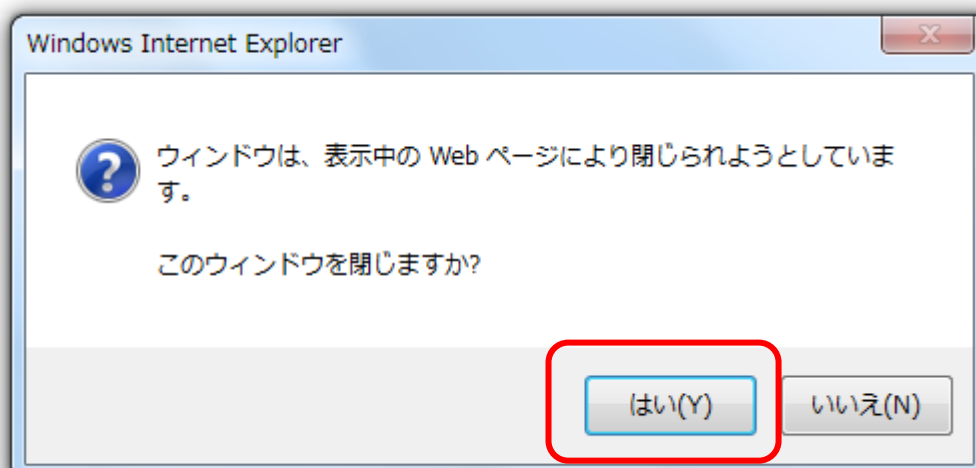 Windows Internet Explorer
ウィンドウは、表示中の Web ページにより閉じられようとしていま
す。
このウィンドウを閉じますか?
はい(Y)
いいえ(N)